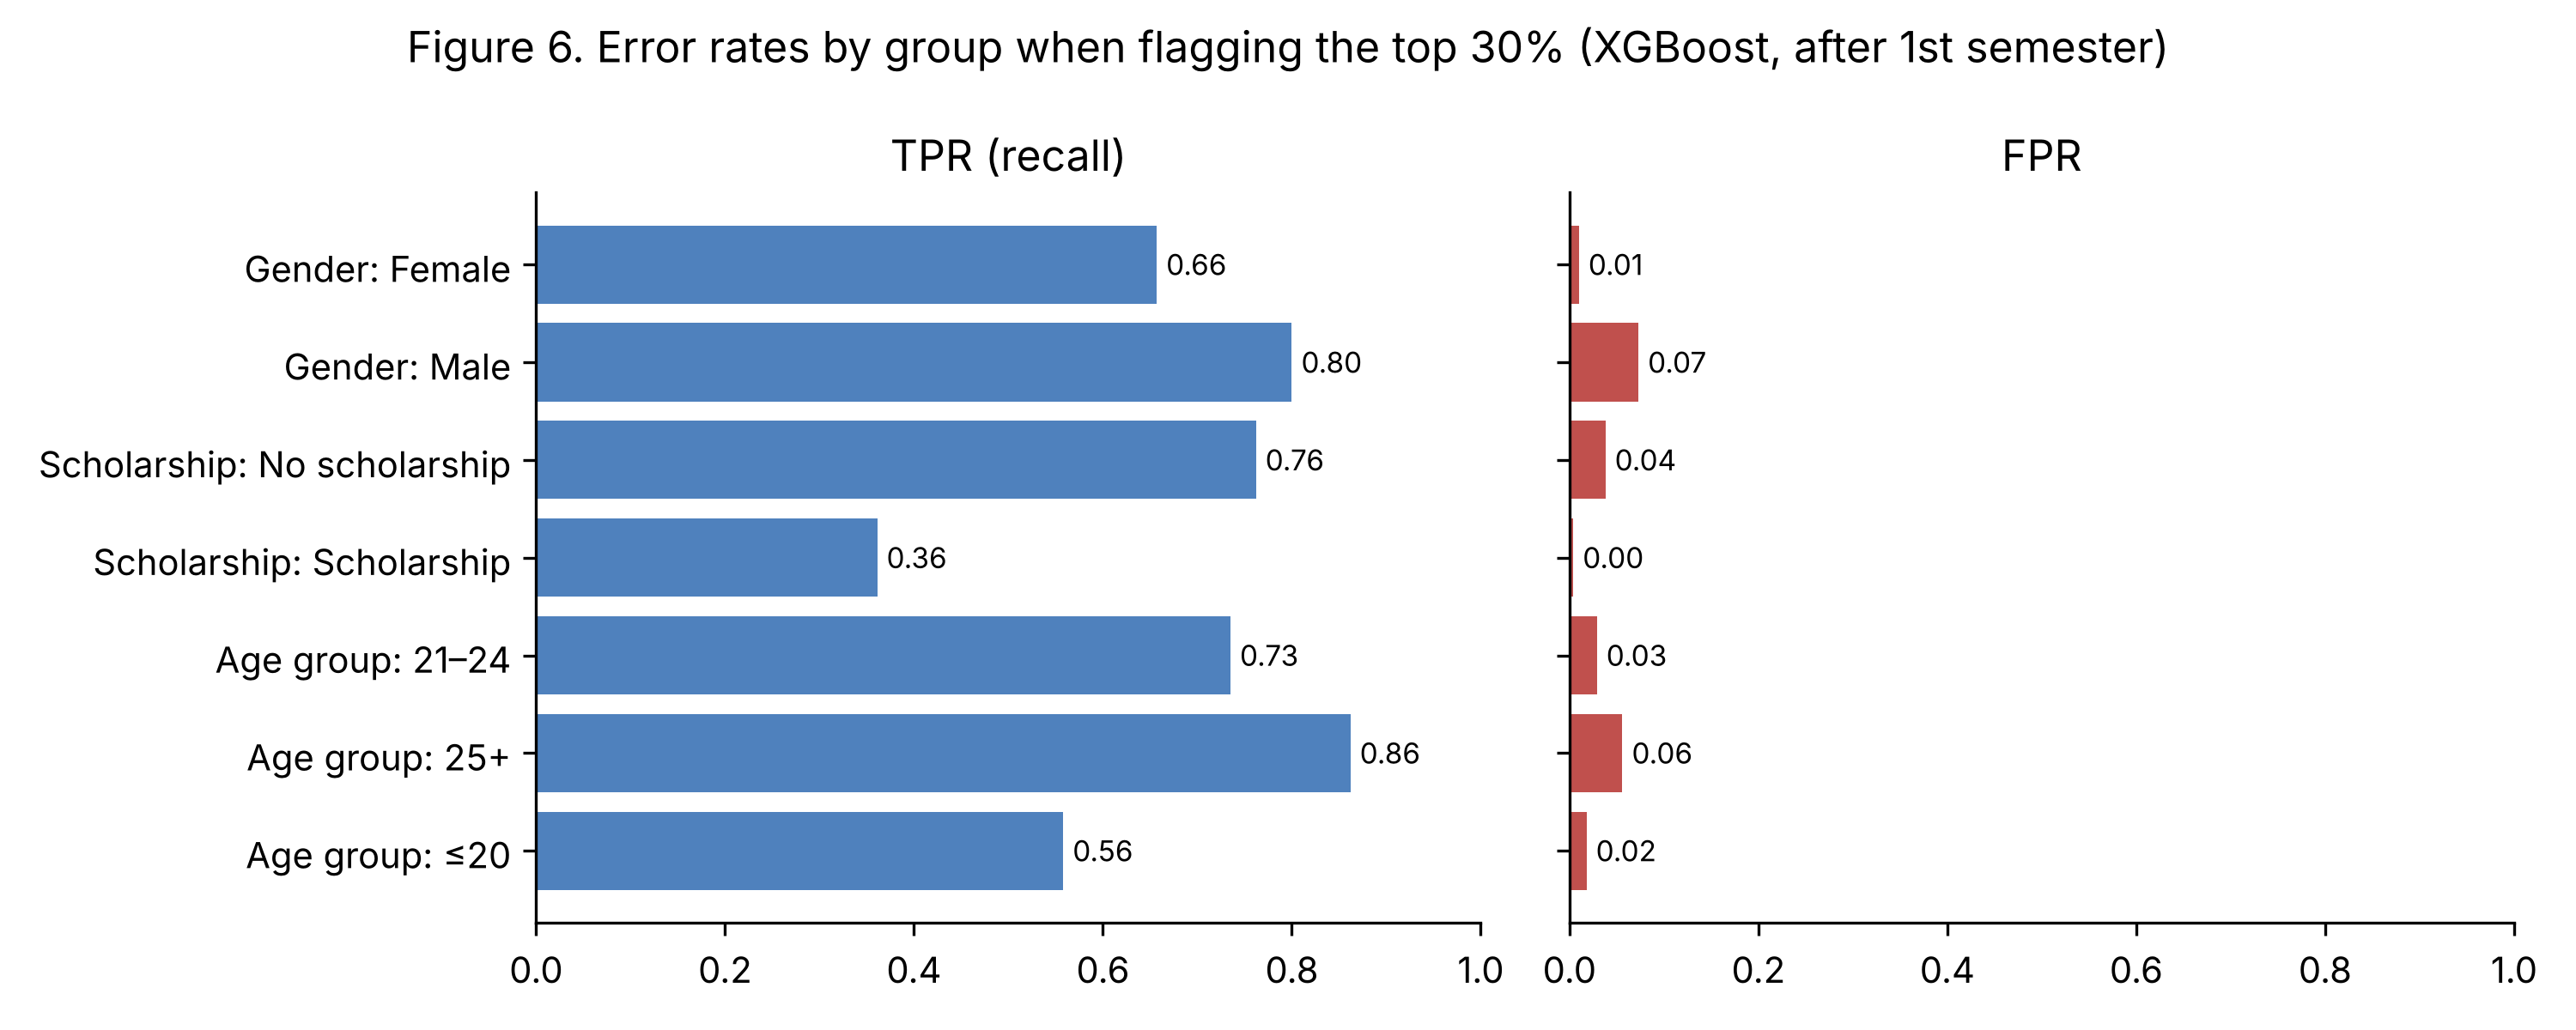 Figure 6. Error rates by group when flagging the top 30% (XGBoost, after 1st semester)
TPR (recall)
FPR
Gender: Female
0.66
0.01
Gender: Male
0.80
0.07
Scholarship: No scholarship
0.76
0.04
Scholarship: Scholarship
0.36
0.00
Age group: 21–24
0.73
0.03
Age group: 25+
0.86
0.06
Age group: ≤20
0.56
0.02
0.0 0.2 0.4 0.6 0.8 1.0
0.0 0.2 0.4 0.6 0.8 1.0